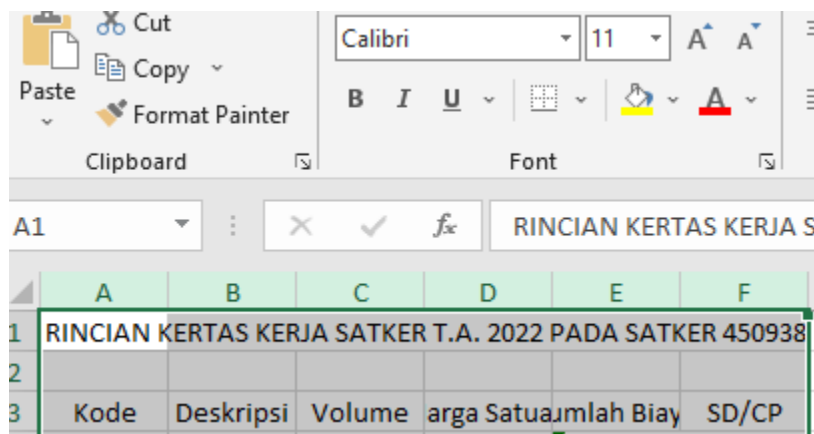 Cut
Calibri
11
A A
Copy
Paste
B I U
A
Format Painter
Clipboard
Font
A1
fx
RINCIAN KERTAS KERJA S
A B C D E F
1 RINCIAN KERTAS KERJA SATKER T.A. 2022 PADA SATKER 450938
2
3 Kode Deskripsi Volume arga Satua umlah Biay SD/CP